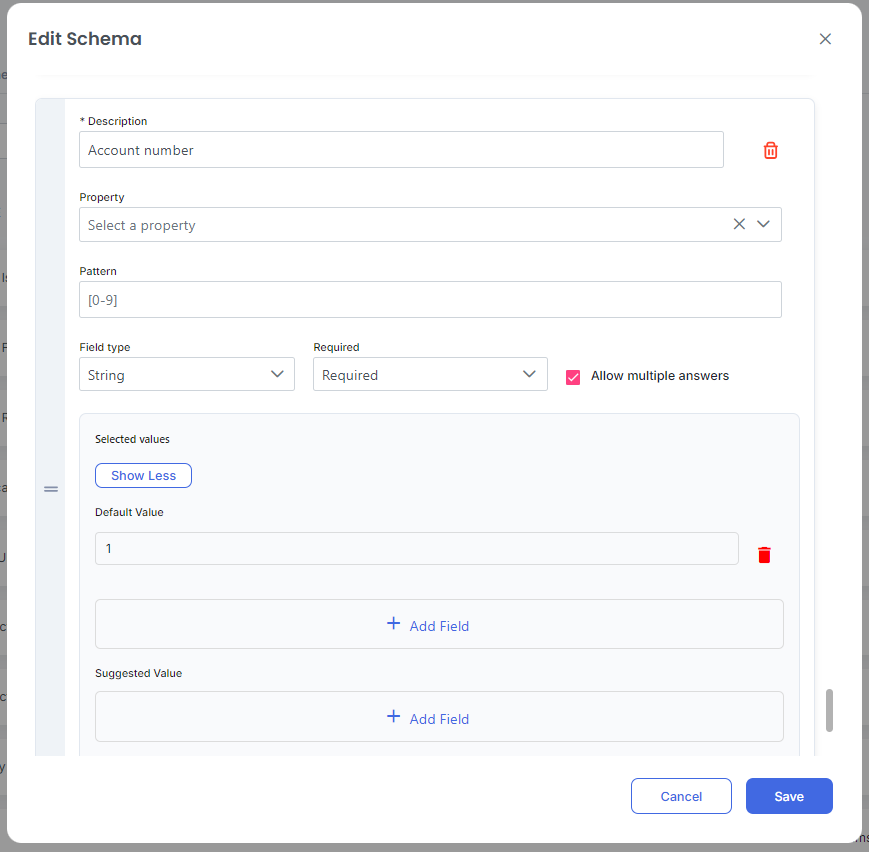 Edit Schema
* Description
Account number
Property
Select a property
Pattern
[0-9]
Field type
Required
String
Required
Allow multiple answers
Selected values
Show Less
Default Value
1
Add Field
Suggested Value
Add Field
Cancel
Save